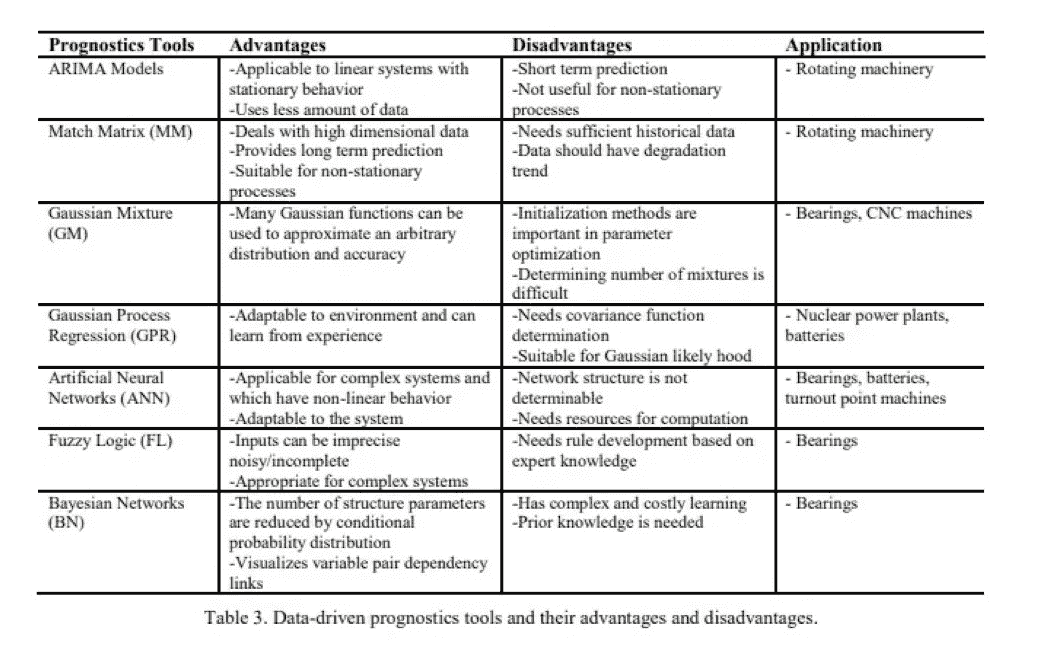 Prognostics Tools Advantages Disadvantages Application
ARIMA Models
-Applicable to linear systems with
stationary behavior
-Uses less amount of data
-Short term prediction
-Not useful for non-stationary
processes
- Rotating machinery
Match Matrix (MM)
-Deals with high dimensional data
-Provides long term prediction
-Suitable for non-stationary
processes
-Needs sufficient historical data
-Data should have degradation
trend
- Rotating machinery
Gaussian Mixture
(GM)
-Many Gaussian functions can be
used to approximate an arbitrary
distribution and accuracy
-Initialization methods are
important in parameter
optimization
-Determining number of mixtures is
difficult
- Bearings, CNC machines
Gaussian Process
Regression (GPR)
-Adaptable to environment and can
learn from experience
-Needs covariance function
determination
-Suitable for Gaussian likely hood
- Nuclear power plants,
batteries
Artificial Neural
Networks (ANN)
-Applicable for complex systems and
which have non-linear behavior
-Adaptable to the system
-Network structure is not
determinable
-Needs resources for computation
- Bearings, batteries,
turnout point machines
Fuzzy Logic (FL)
-Inputs can be imprecise
noisy/incomplete
-Appropriate for complex systems
-Needs rule development based on
expert knowledge
- Bearings
Bayesian Networks
(BN)
-The number of structure parameters
are reduced by conditional
probability distribution
-Visualizes variable pair dependency
links
-Has complex and costly learning
-Prior knowledge is needed
- Bearings
Table 3. Data-driven prognostics tools and their advantages and disadvantages.